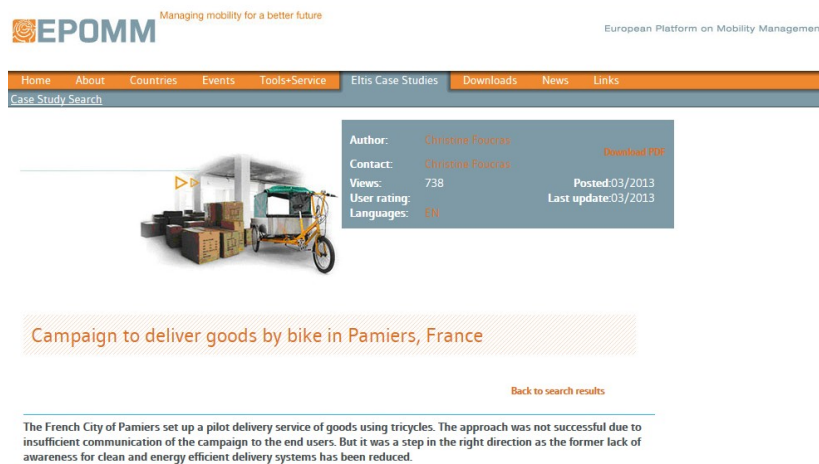 Managing mobility for a better future
EPOMM
European Platform on Mobility Management
Home About Countries Events Tools+Service Eltis Case Studies Downloads News Links
Case Study Search
Author: Christine Foucras
Download PDF
Contact: Christine Foucras
Views: 738 Posted:03/2013
User rating: Last update:03/2013
Languages: EN
Campaign to deliver goods by bike in Pamiers, France
Back to search results
The French City of Pamiers set up a pilot delivery service of goods using tricycles. The approach was not successful due to
insufficient communication of the campaign to the end users. But it was a step in the right direction as the former lack of
awareness for clean and energy efficient delivery systems has been reduced.